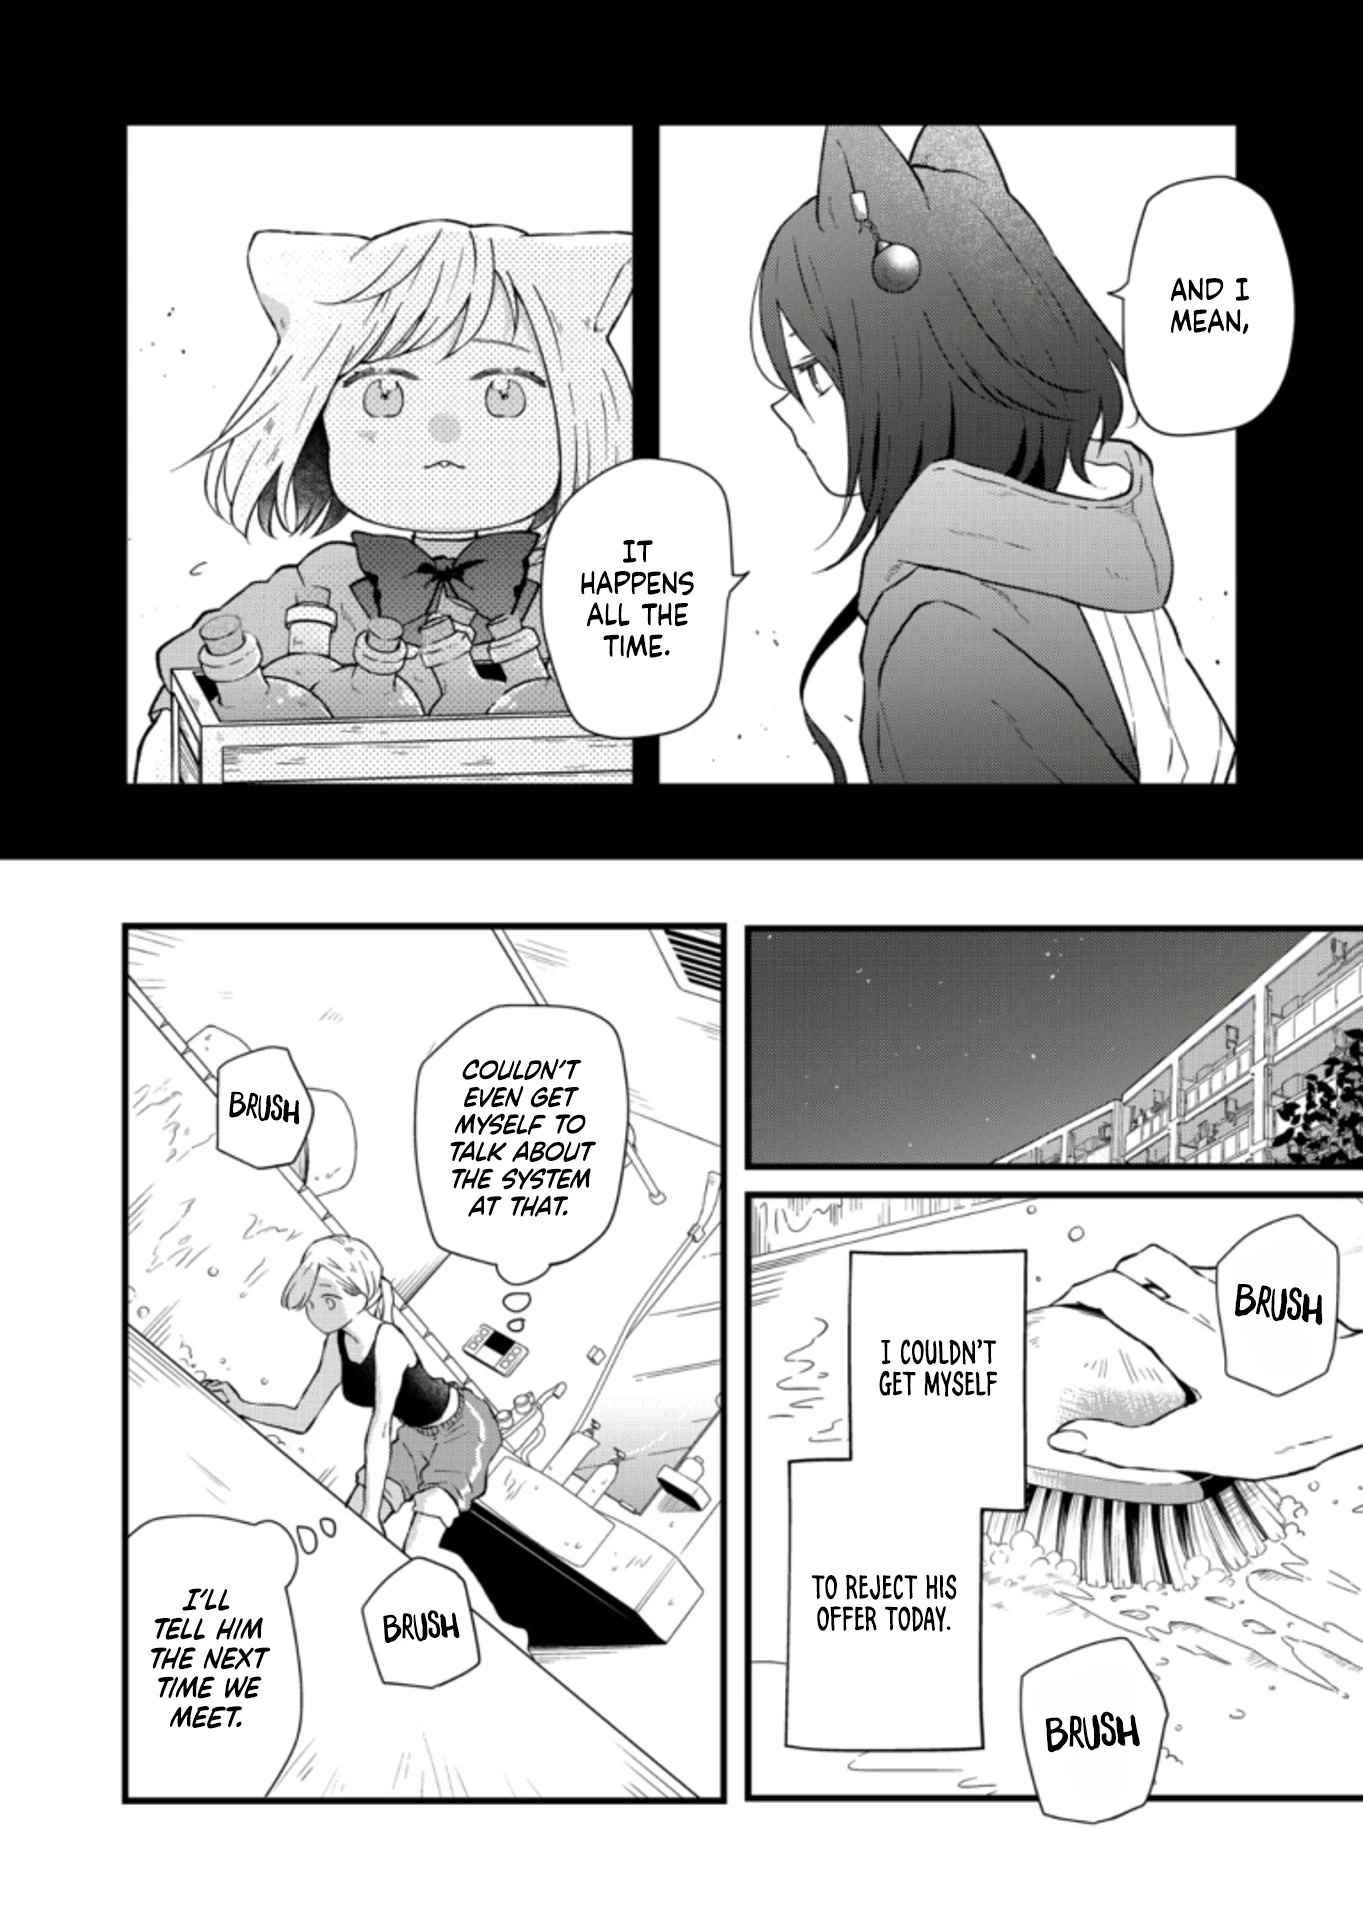 AND I
MEAN,
IT
HAPPENS
ALL THE
TIME.
BRUSH
I COULDN'T
GET MYSELF
TO REJECT HIS
OFFER TODAY.
BRUSH
COULDN'T
EVEN GET
MYSELF TO
TALK ABOUT
THE SYSTEM
AT THAT.
BRUSH
BRUSH
I'LL
TELL HIM
THE NEXT
TIME WE
MEET.